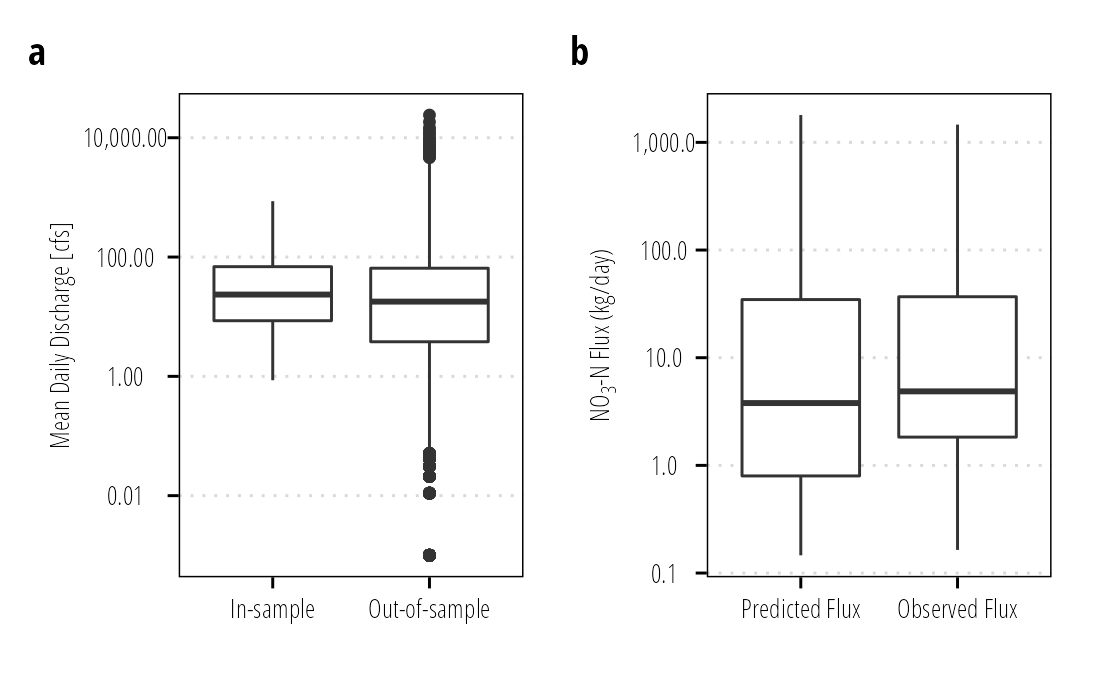 a
Mean Daily Discharge [cfs]
10,000.00
100.00
1.00
0.01
In-sample
Out-of-sample
b
NO₃-N Flux (kg/day)
1,000.0
100.0
10.0
1.0
0.1
Predicted Flux
Observed Flux